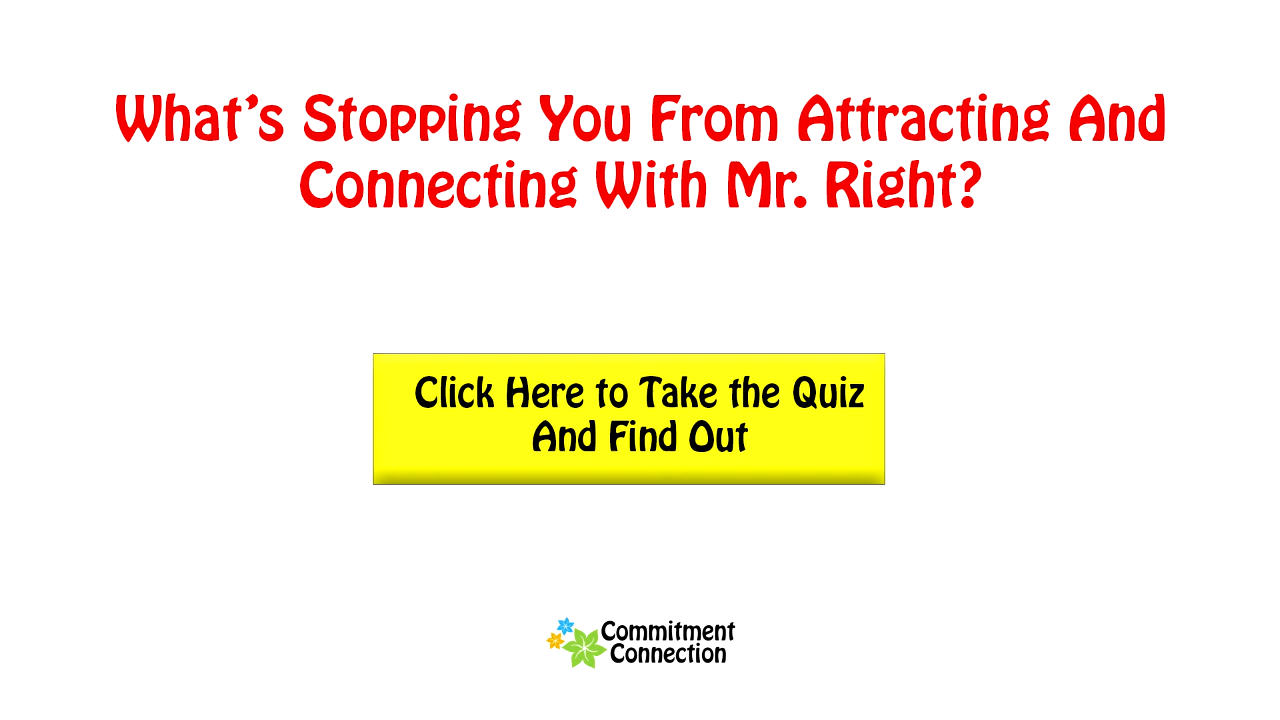 What's Stopping You From Attracting And
Connecting With Mr. Right?
Click Here to Take the Quiz
And Find Out
Commitment
Connection